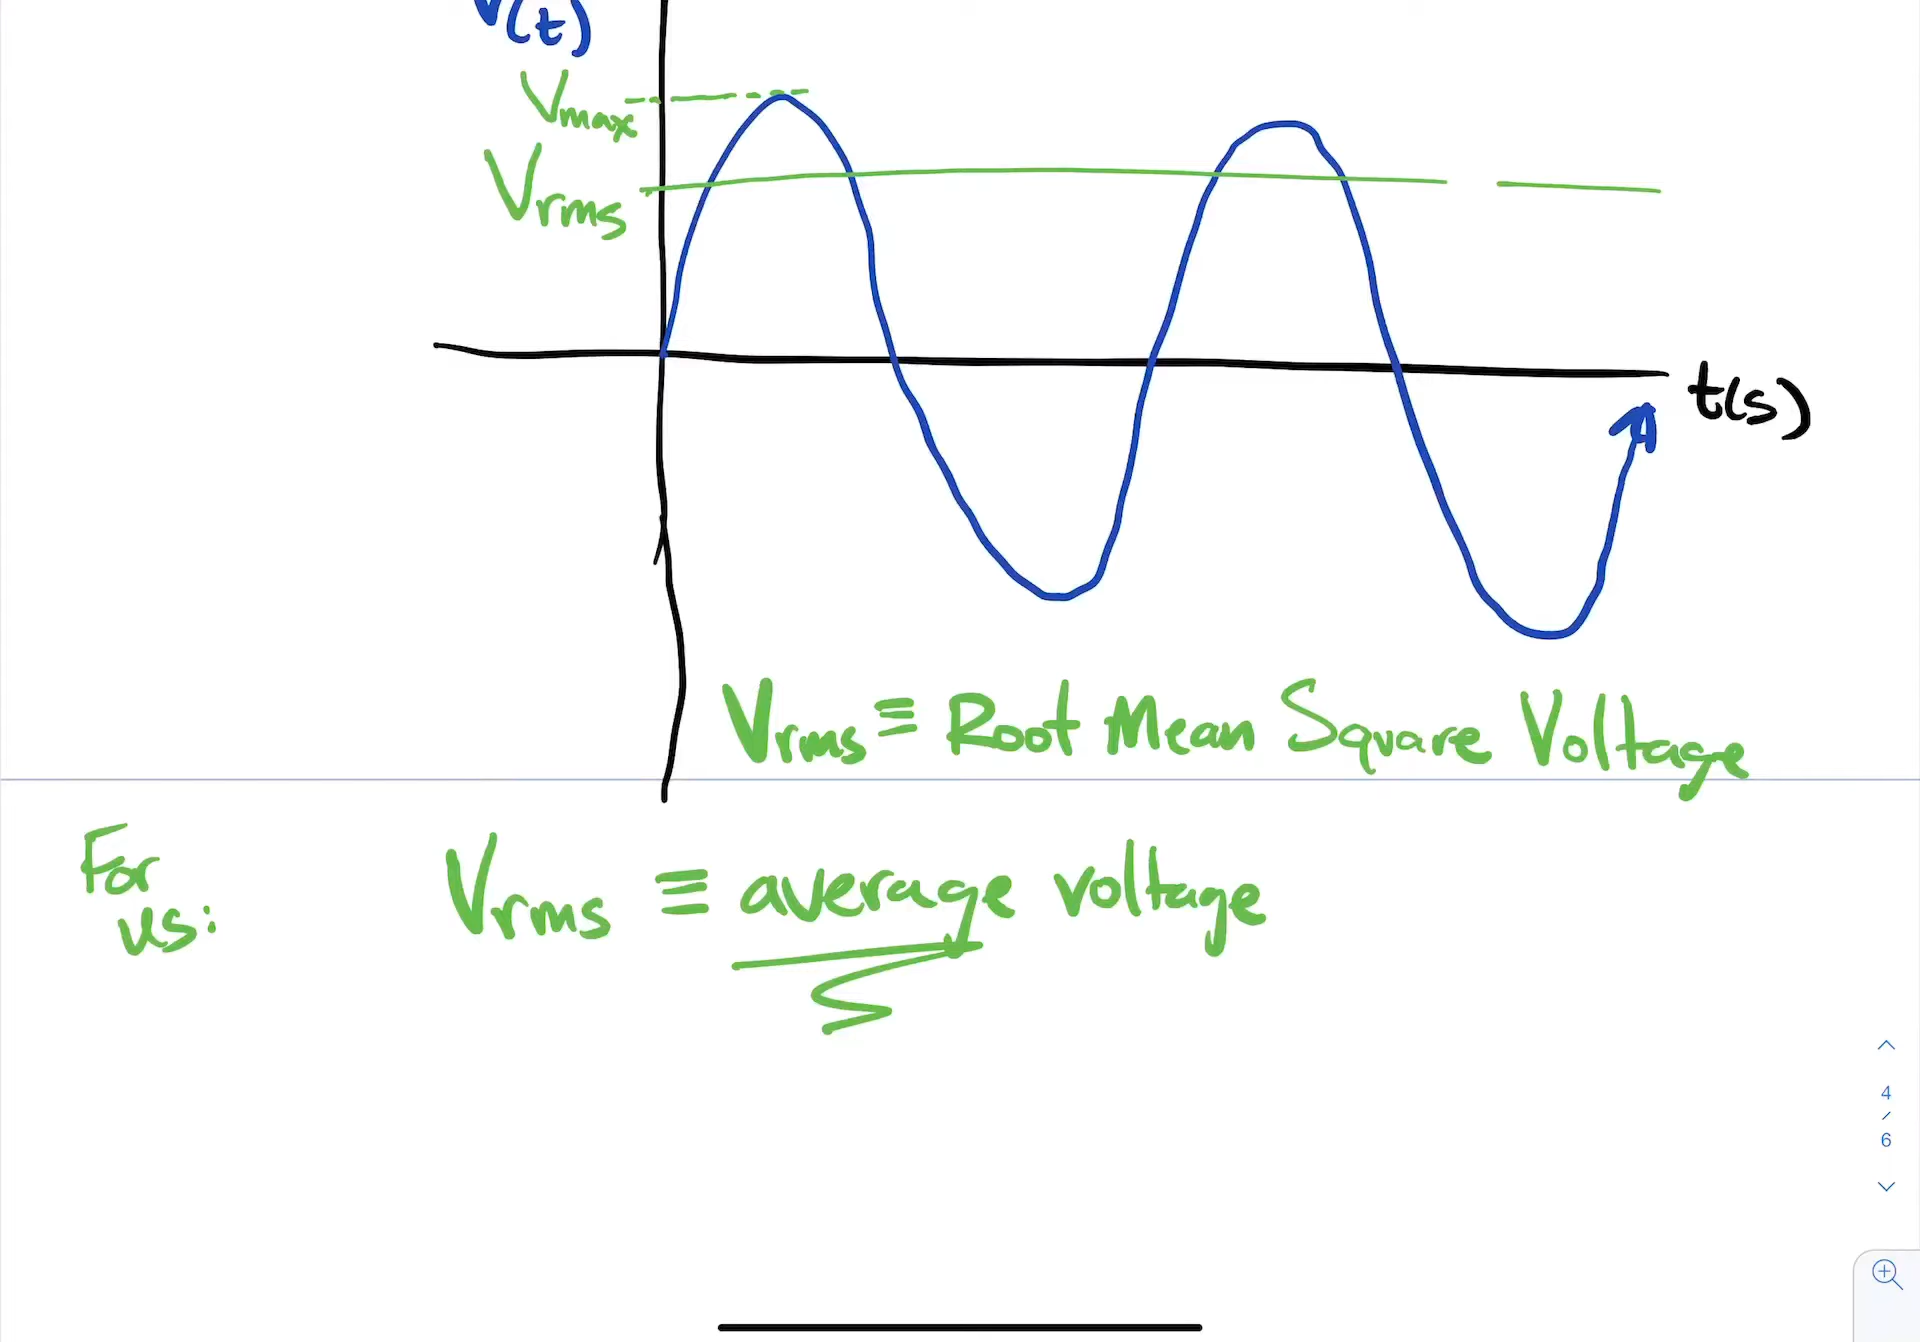 V(t)
Vmax
Vrms
t(s)
Vrms ≡ Root Mean Square Voltage
For
us:
Vrms ≡ average voltage
4
/
6